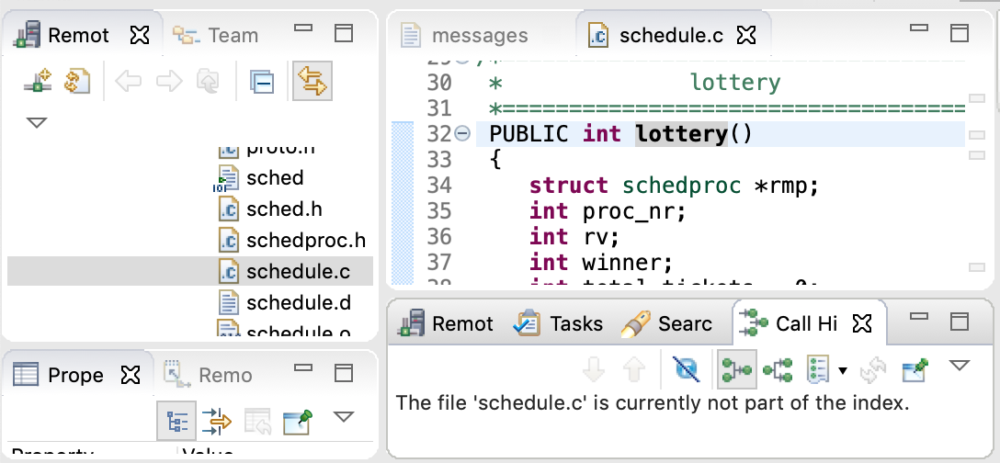 Remot
Team
proto.h
sched
sched.h
schedproc.h
schedule.c
schedule.d
schedule.o
Prope
Remo
Property
Value
messages
schedule.c
30 * lottery
31 *===================================
32 PUBLIC int lottery()
33 {
34 struct schedproc *rmp;
35 int proc_nr;
36 int rv;
37 int winner;
38 int total_tickets = 0;
Remot
Tasks
Searc
Call Hi
The file 'schedule.c' is currently not part of the index.